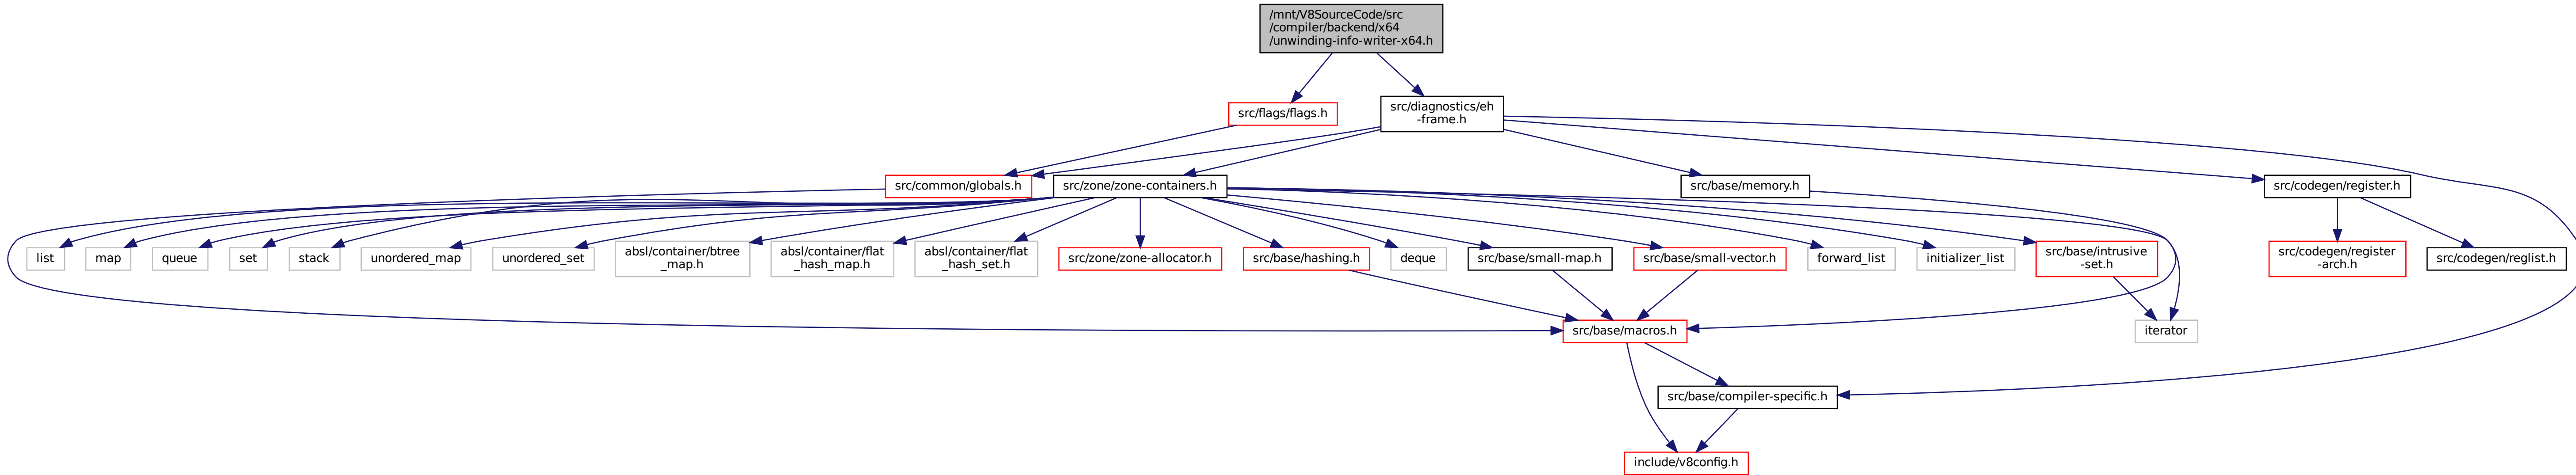 /mnt/V8SourceCode/src
/compiler/backend/x64
/unwinding-info-writer-x64.h
src/flags/flags.h
src/diagnostics/eh
-frame.h
src/common/globals.h
src/zone/zone-containers.h
src/base/memory.h
src/codegen/register.h
list
map
queue
set
stack
unordered_map
unordered_set
absl/container/btree
_map.h
absl/container/flat
_hash_map.h
absl/container/flat
_hash_set.h
src/zone/zone-allocator.h
src/base/hashing.h
deque
src/base/small-map.h
src/base/small-vector.h
forward_list
initializer_list
src/base/intrusive
-set.h
src/codegen/register
-arch.h
src/codegen/reglist.h
src/base/macros.h
iterator
src/base/compiler-specific.h
include/v8config.h